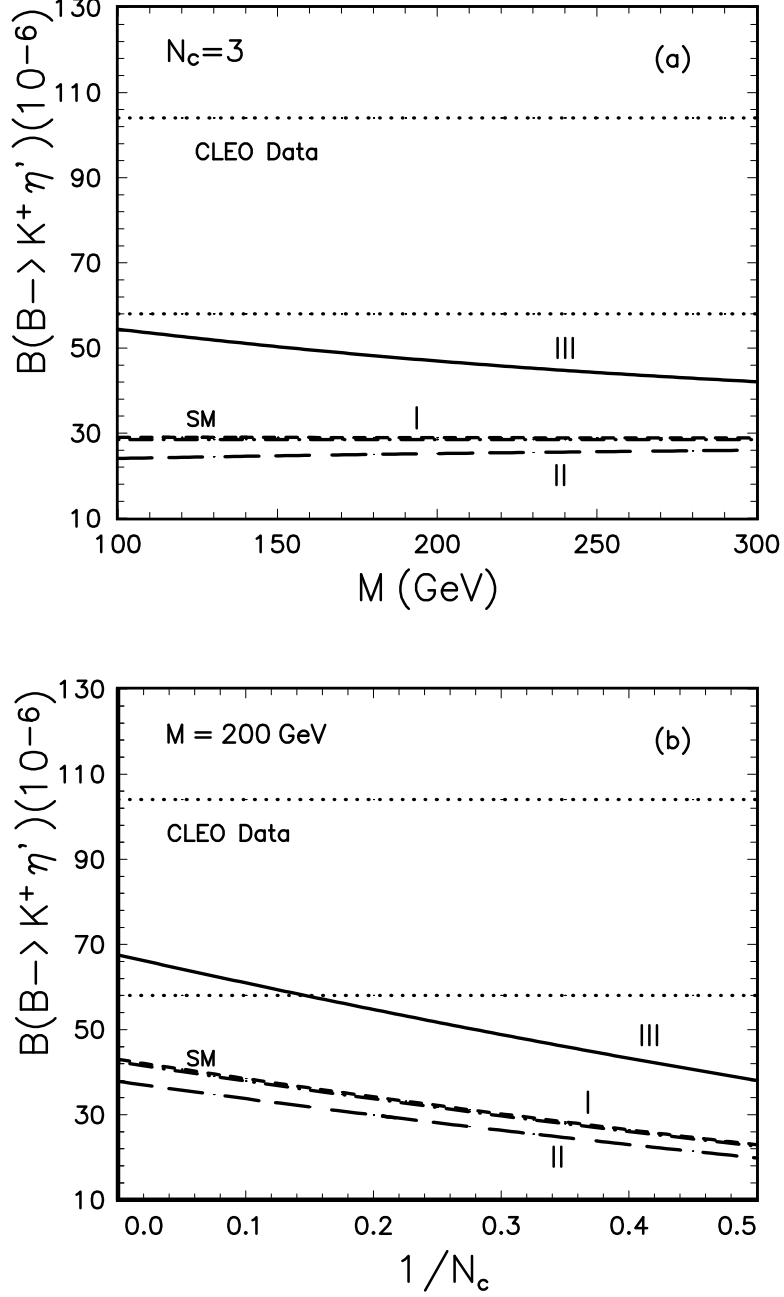 B(B−> K⁺ η’)(10⁻⁶)
130
110
90
70
50
30
10
N_c=3
(a)
CLEO Data
III
SM
I
II
100 150 200 250 300
M (GeV)
B(B−> K⁺ η’)(10⁻⁶)
130
110
90
70
50
30
10
M = 200 GeV
(b)
CLEO Data
III
SM
I
II
0.0 0.1 0.2 0.3 0.4 0.5
1/N_c